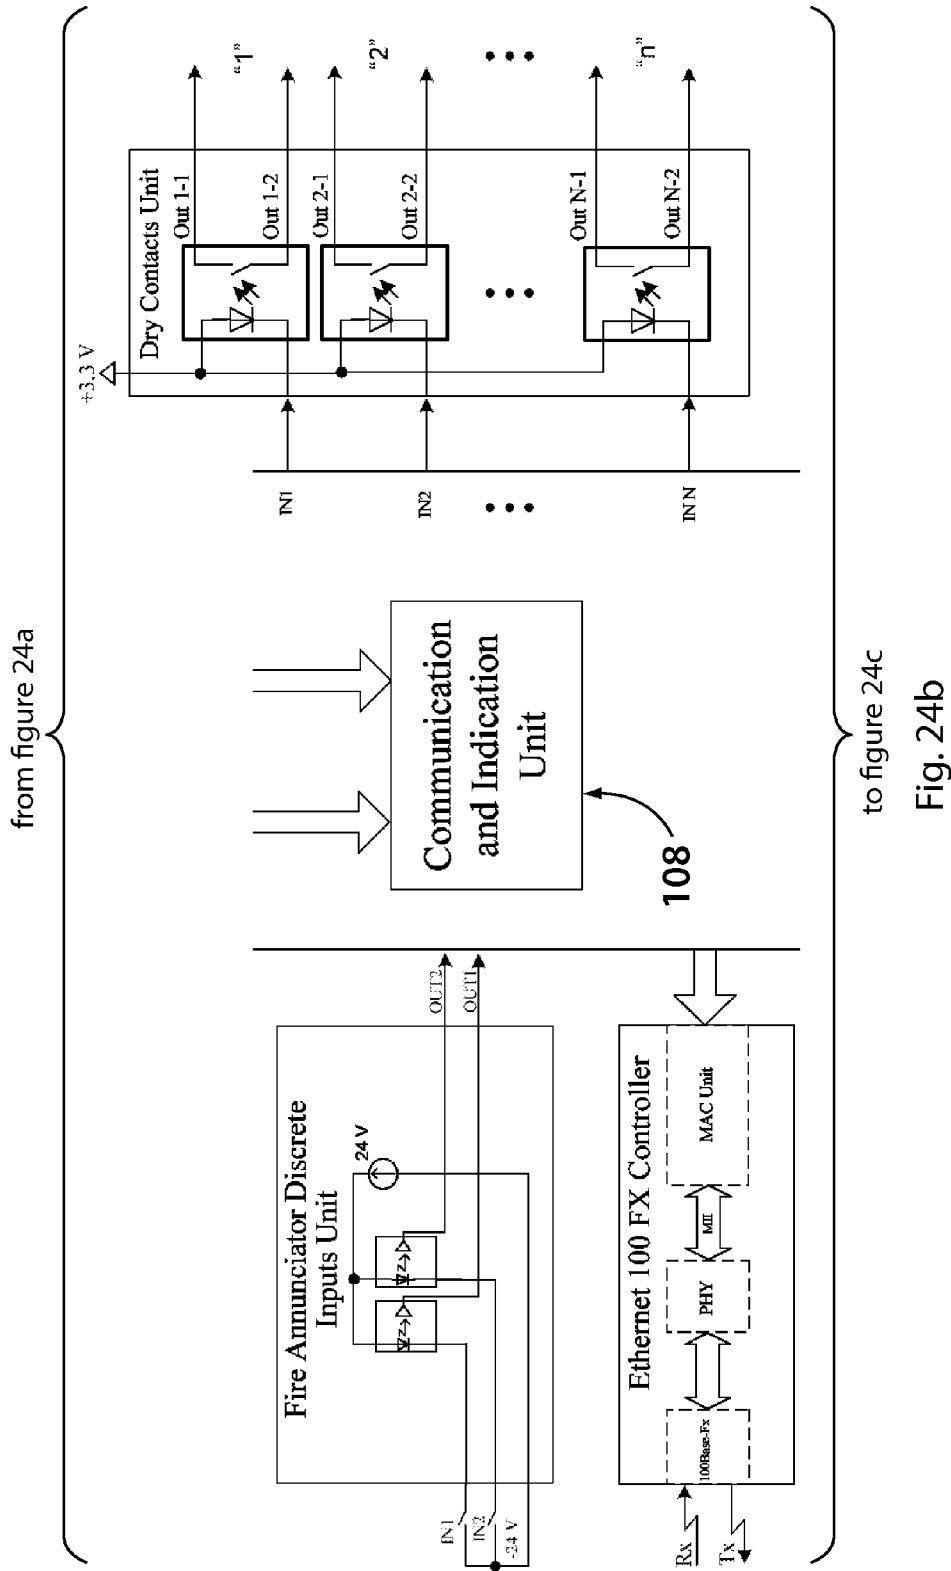 from figure 24a
Fire Annunciator Discrete
Inputs Unit
24 V
IN1
IN2
-24 V
OUT2
OUT1
Ethernet 100 FX Controller
Rx
Tx
100Base-Fx
PHY
MII
MAC Unit
Communication
and Indication
Unit
108
+3.3 V
Dry Contacts Unit
IN1
IN2
IN N
Out 1-1
Out 1-2
Out 2-1
Out 2-2
Out N-1
Out N-2
“1”
“2”
“n”
to figure 24c
Fig. 24b